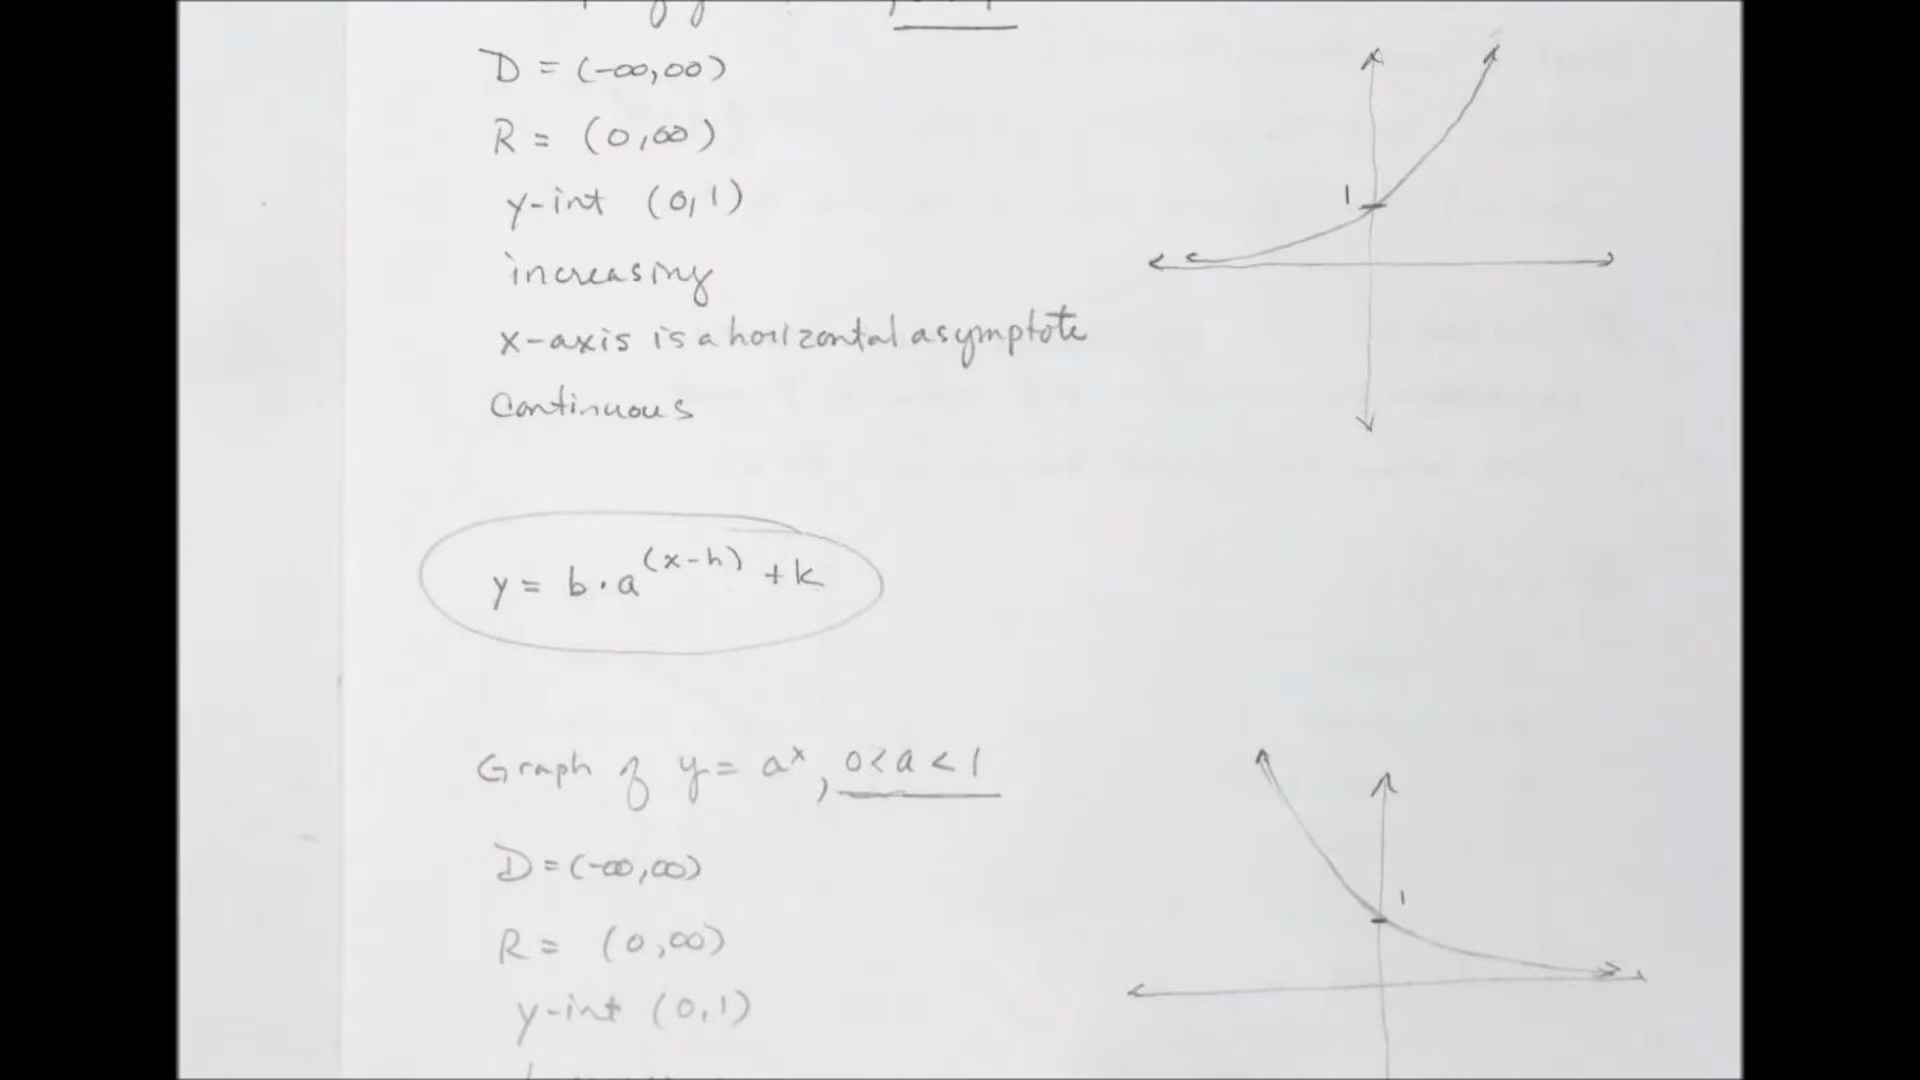 D = (-∞,∞)
R = (0,∞)
y-int (0,1)
increasing
x-axis is a horizontal asymptote
Continuous
1
y = b·a^(x-h) + k
Graph of y = a^x, 0<a<1
D = (-∞,∞)
R = (0,∞)
y-int (0,1)
1